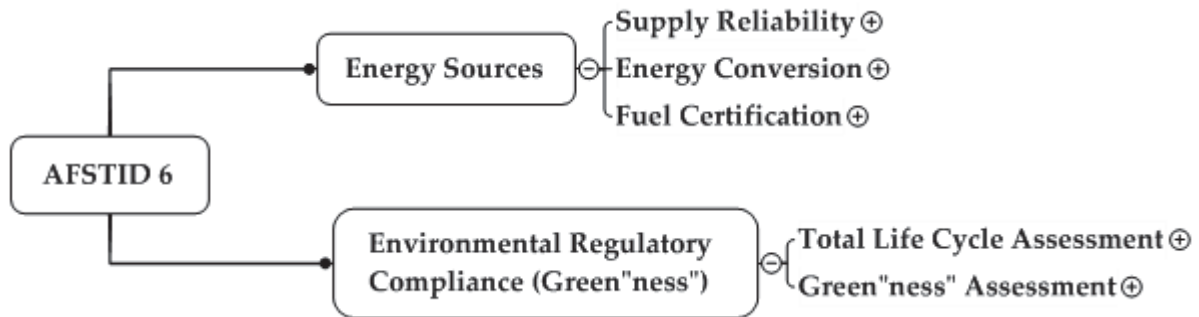 Supply Reliability
Energy Sources
Energy Conversion
Fuel Certification
AFSTID 6
Environmental Regulatory
Compliance (Green"ness")
Total Life Cycle Assessment
Green"ness" Assessment